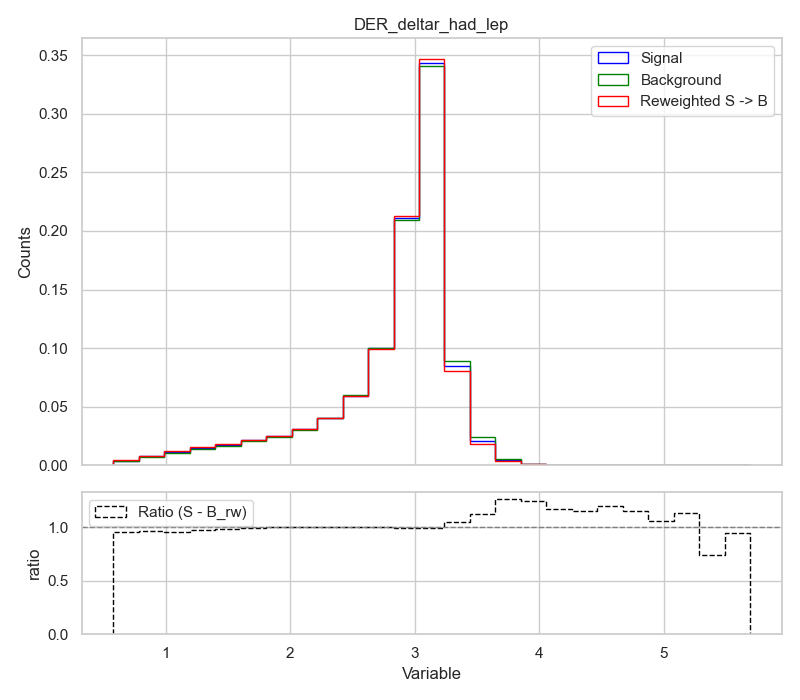 DER_deltar_had_lep
Signal
Background
Reweighted S -> B
0.35
0.30
0.25
0.20
0.15
0.10
0.05
0.00
Counts
Ratio (S - B_rw)
1.0
0.5
0.0
ratio
1 2 3 4 5
Variable